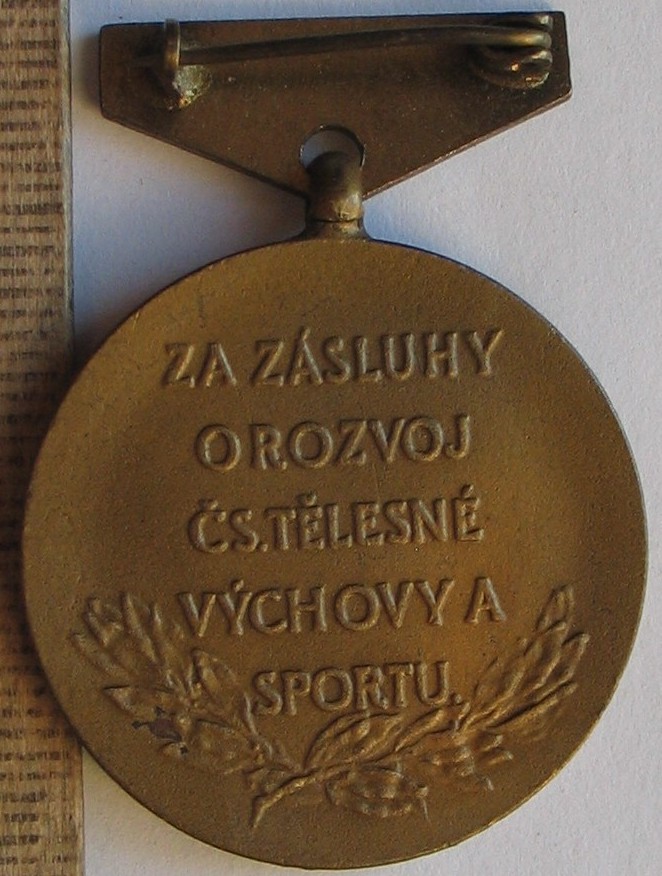 ZA ZÁSLUHY
O ROZVOJ
ČS. TĚLESNÉ
VÝCHOVY A
SPORTU.